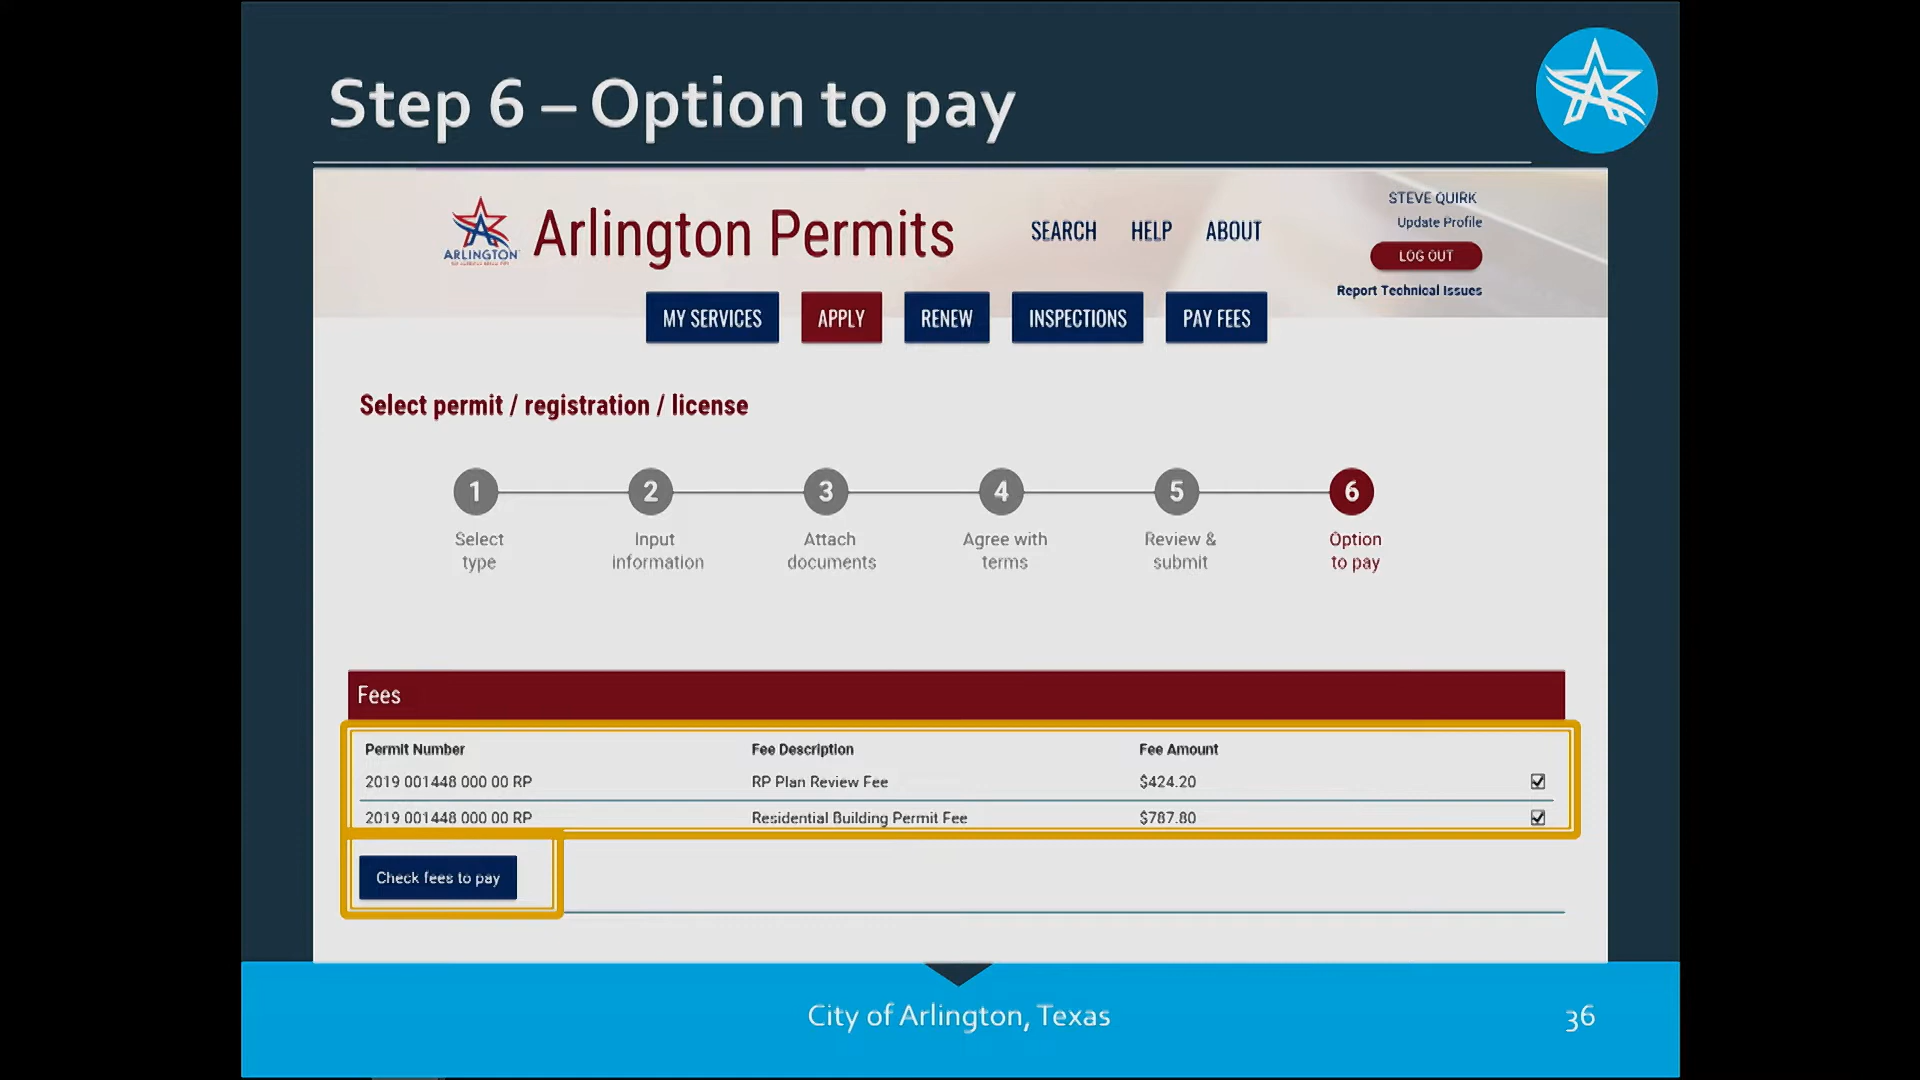 Step 6 – Option to pay
ARLINGTON
Arlington Permits
SEARCH HELP ABOUT
STEVE QUIRK
Update Profile
LOG OUT
Report Technical Issues
MY SERVICES APPLY RENEW INSPECTIONS PAY FEES
Select permit / registration / license
1 2 3 4 5 6
Select Input Attach Agree with Review & Option
type information documents terms submit to pay
Fees
Permit Number Fee Description Fee Amount
2019 001448 000 00 RP RP Plan Review Fee $424.20
2019 001448 000 00 RP Residential Building Permit Fee $787.80
Check fees to pay
City of Arlington, Texas
36